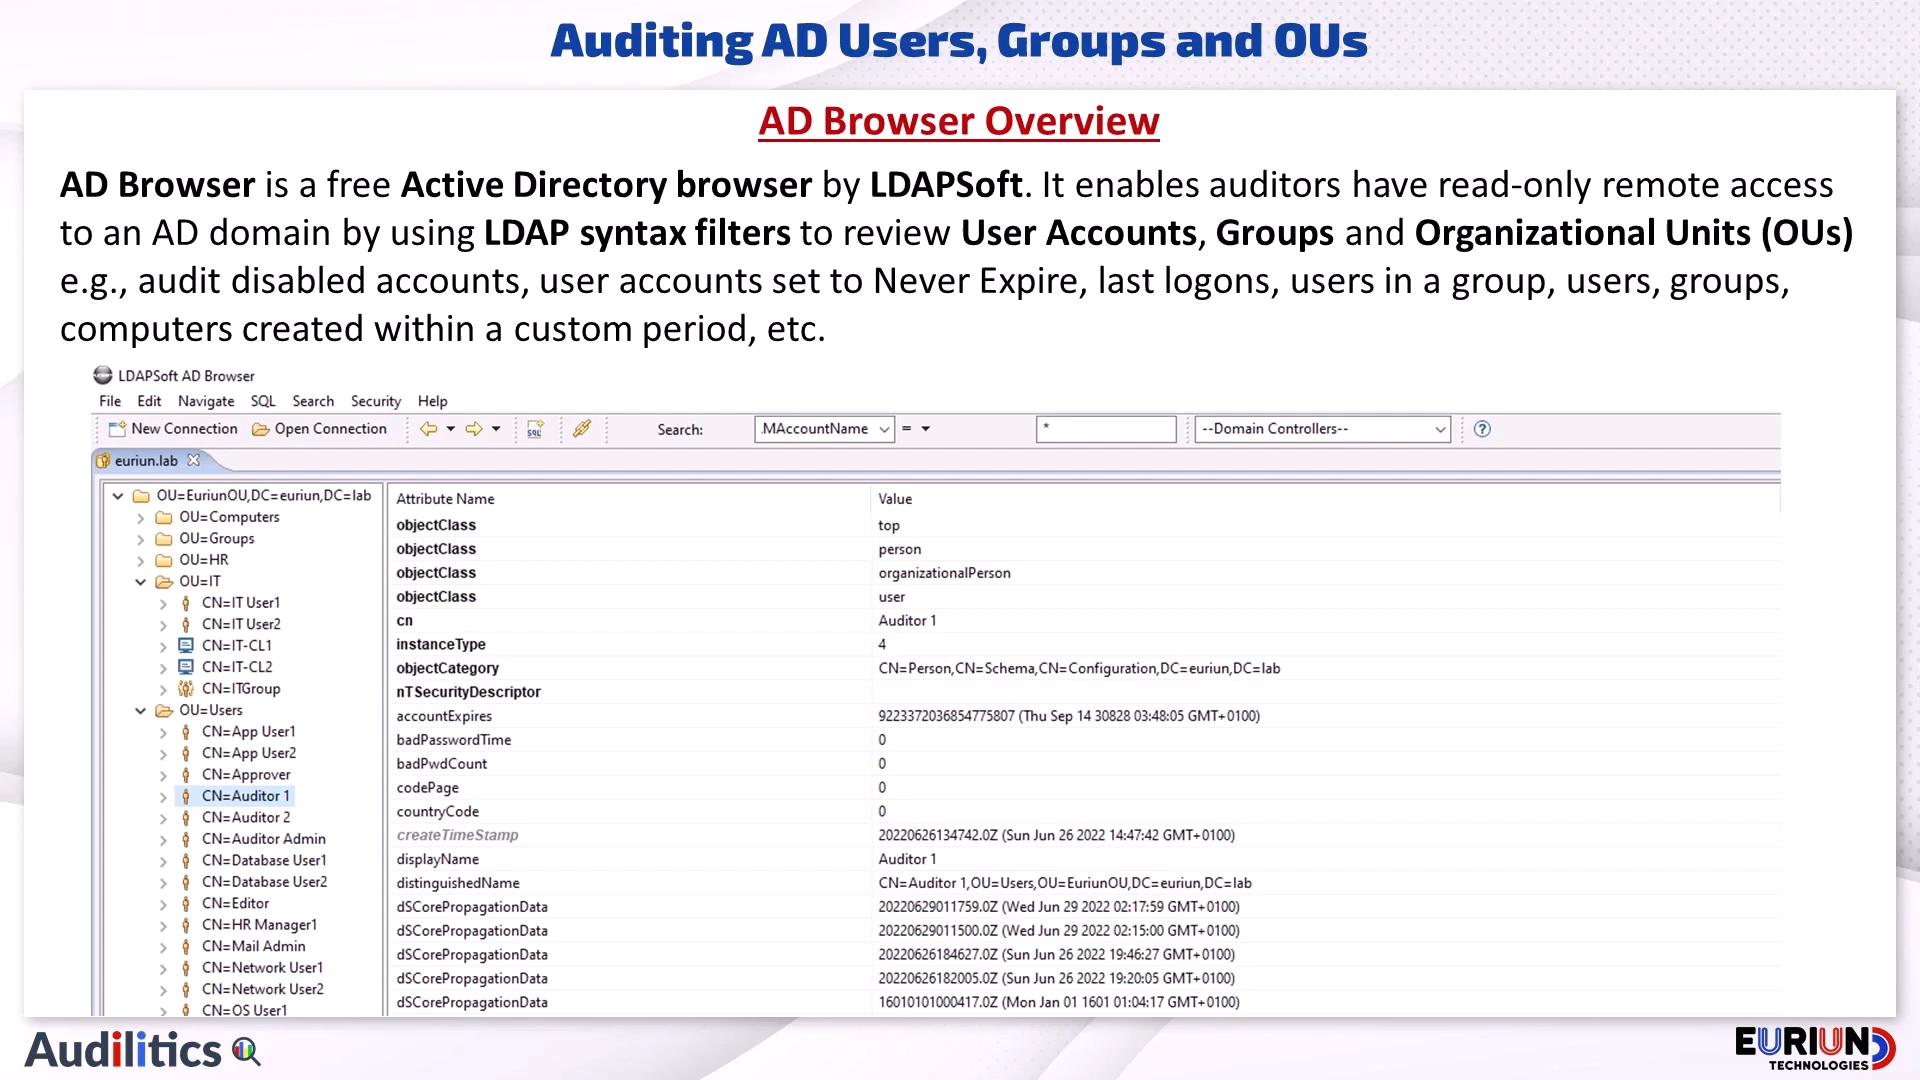 Auditing AD Users, Groups and OUs
AD Browser Overview
AD Browser is a free Active Directory browser by LDAPSoft. It enables auditors have read-only remote access
to an AD domain by using LDAP syntax filters to review User Accounts, Groups and Organizational Units (OUs)
e.g., audit disabled accounts, user accounts set to Never Expire, last logons, users in a group, users, groups,
computers created within a custom period, etc.
LDAPSoft AD Browser
File Edit Navigate SQL Search Security Help
New Connection Open Connection SQL Search: .MAccountName = * --Domain Controllers-- ?
euriun.lab
OU=EuriunOU,DC=euriun,DC=lab
OU=Computers
OU=Groups
OU=HR
OU=IT
CN=IT User1
CN=IT User2
CN=IT-CL1
CN=IT-CL2
CN=ITGroup
OU=Users
CN=App User1
CN=App User2
CN=Approver
CN=Auditor 1
CN=Auditor 2
CN=Auditor Admin
CN=Database User1
CN=Database User2
CN=Editor
CN=HR Manager1
CN=Mail Admin
CN=Network User1
CN=Network User2
CN=OS User1
Attribute Name Value
objectClass top
objectClass person
objectClass organizationalPerson
objectClass user
cn Auditor 1
instanceType 4
objectCategory CN=Person,CN=Schema,CN=Configuration,DC=euriun,DC=lab
nTSecurityDescriptor
accountExpires 9223372036854775807 (Thu Sep 14 30828 03:48:05 GMT+0100)
badPasswordTime 0
badPwdCount 0
codePage 0
countryCode 0
createTimeStamp 20220626134742.0Z (Sun Jun 26 2022 14:47:42 GMT+0100)
displayName Auditor 1
distinguishedName CN=Auditor 1,OU=Users,OU=EuriunOU,DC=euriun,DC=lab
dSCorePropagationData 20220629011759.0Z (Wed Jun 29 2022 02:17:59 GMT+0100)
dSCorePropagationData 20220629011500.0Z (Wed Jun 29 2022 02:15:00 GMT+0100)
dSCorePropagationData 20220626184627.0Z (Sun Jun 26 2022 19:46:27 GMT+0100)
dSCorePropagationData 20220626182005.0Z (Sun Jun 26 2022 19:20:05 GMT+0100)
dSCorePropagationData 16010101000417.0Z (Mon Jan 01 1601 01:04:17 GMT+0100)
Audilitics
EURIUN
TECHNOLOGIES